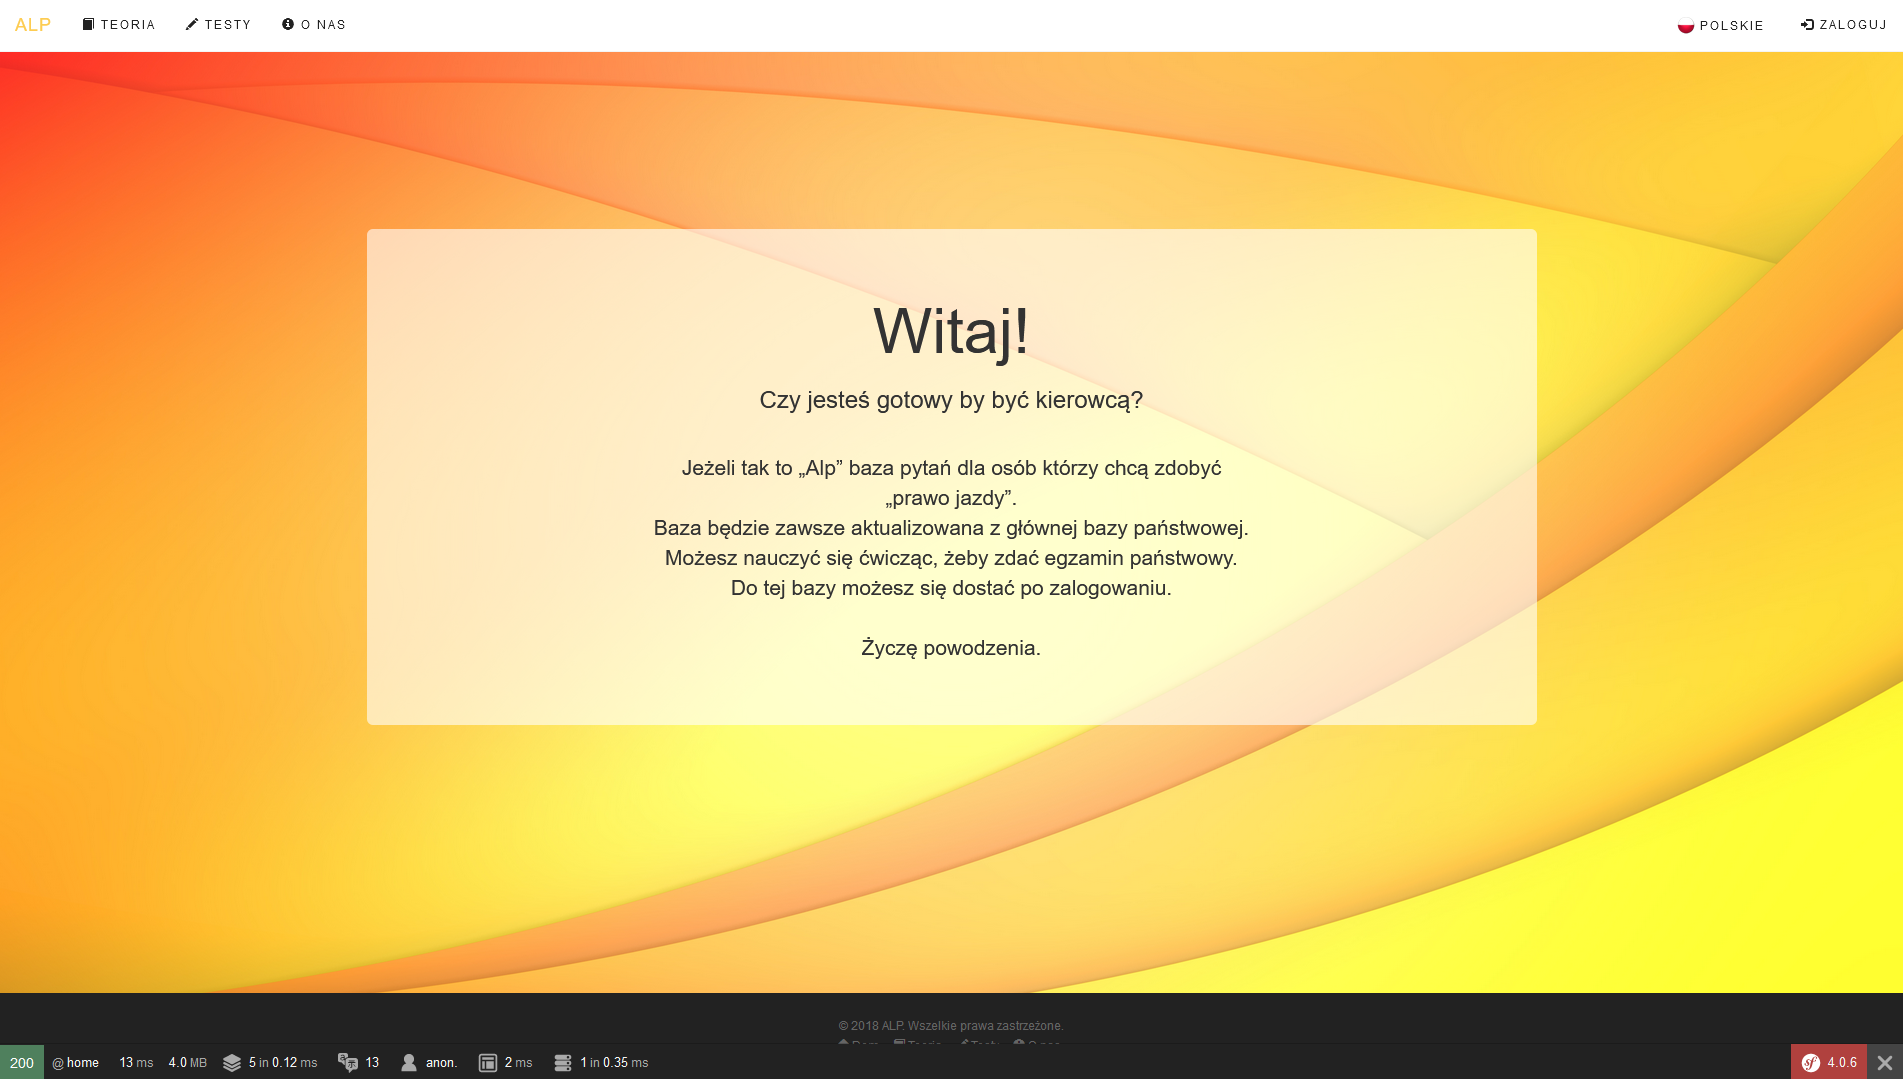 ALP TEORIA TESTY O NAS POLSKIE ZALOGUJ
Witaj!
Czy jesteś gotowy by być kierowcą?
Jeżeli tak to „Alp” baza pytań dla osób którzy chcą zdobyć
„prawo jazdy”.
Baza będzie zawsze aktualizowana z głównej bazy państwowej.
Możesz nauczyć się ćwicząc, żeby zdać egzamin państwowy.
Do tej bazy możesz się dostać po zalogowaniu.
Życzę powodzenia.
© 2018 ALP. Wszelkie prawa zastrzeżone.
200 @ home 13 ms 4.0 MB 5 in 0.12 ms 13 anon. 2 ms 1 in 0.35 ms 4.0.6